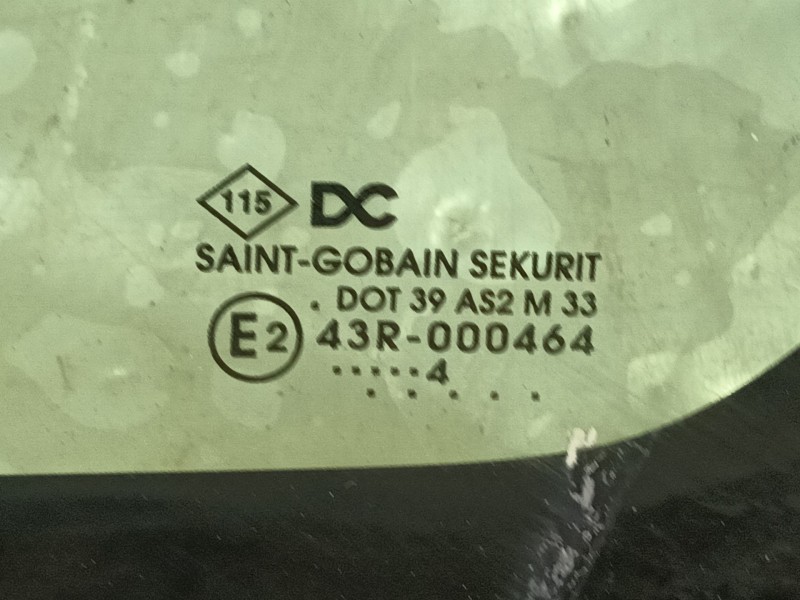 115 DC
SAINT-GOBAIN SEKURIT
. DOT 39 AS2 M 33
E2 43R-000464
.....4
. . . . .